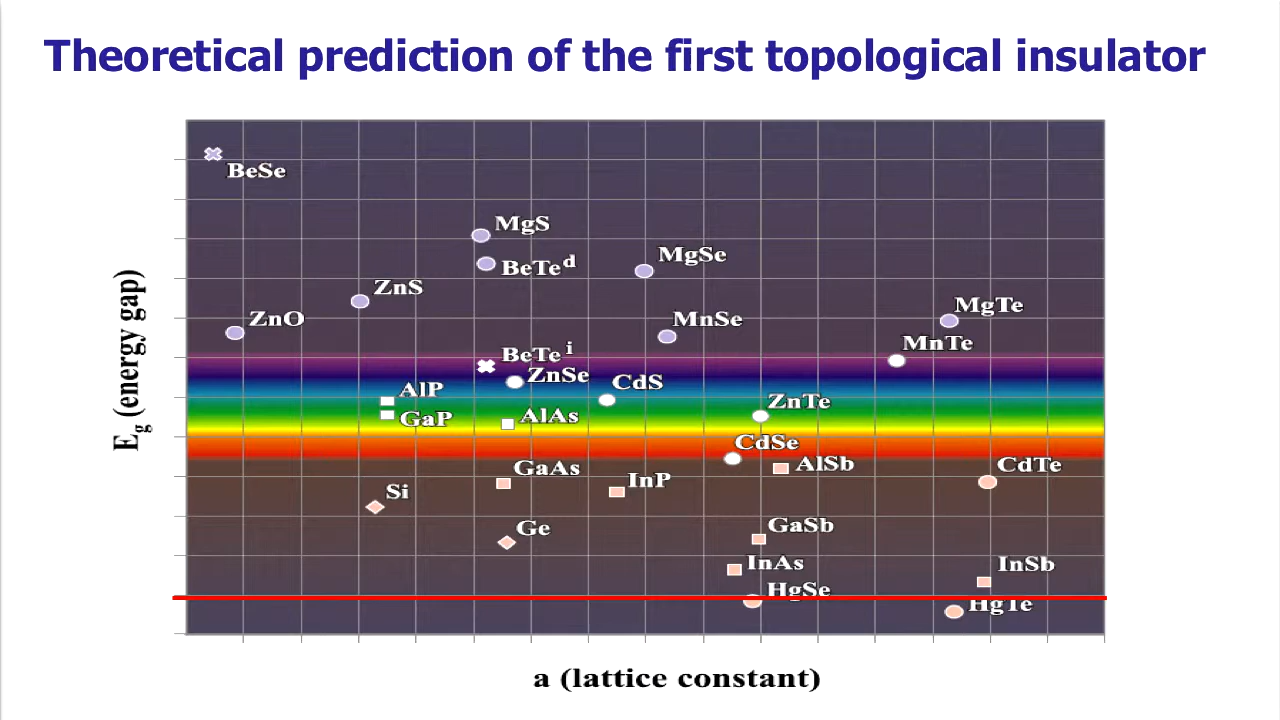 Theoretical prediction of the first topological insulator
BeSe
MgS
BeTe d
MgSe
ZnS
ZnO
MgTe
MnSe
MnTe
BeTe i
ZnSe
CdS
AlP
ZnTe
GaP
AlAs
CdSe
AlSb
CdTe
GaAs
InP
Si
Ge
GaSb
InAs
InSb
HgSe
HgTe
Eg (energy gap)
a (lattice constant)